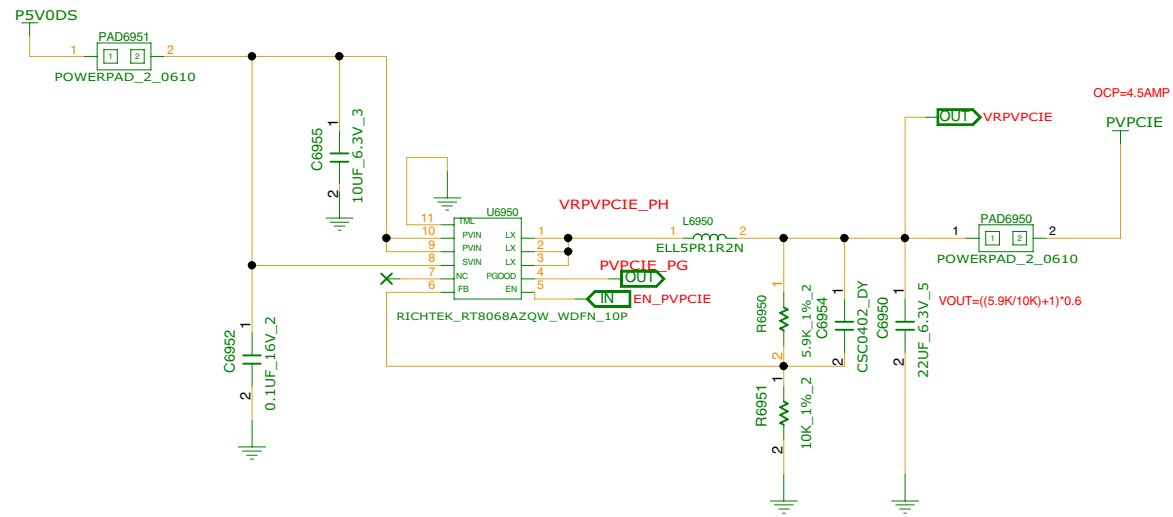 P5V0DS
PAD6951
1 1 2 2
POWERPAD_2_0610
C6955
1
2
10UF_6.3V_3
C6952
1
2
0.1UF_16V_2
U6950
11 TML
10 PVIN LX 1
9 PVIN LX 2
8 SVIN LX 3
7 NC PGOOD 4
6 FB EN 5
RICHTEK_RT8068AZQW_WDFN_10P
VRPVPCIE_PH
PVPCIE_PG
OUT
IN EN_PVPCIE
L6950
1 2
ELL5PR1R2N
R6950
1
2
5.9K_1%_2
C6954
1
2
CSC0402_DY
C6950
1
2
22UF_6.3V_5
R6951
1
2
10K_1%_2
OUT VRPVPCIE
OCP=4.5AMP
PVPCIE
PAD6950
1 1 2 2
POWERPAD_2_0610
VOUT=((5.9K/10K)+1)*0.6